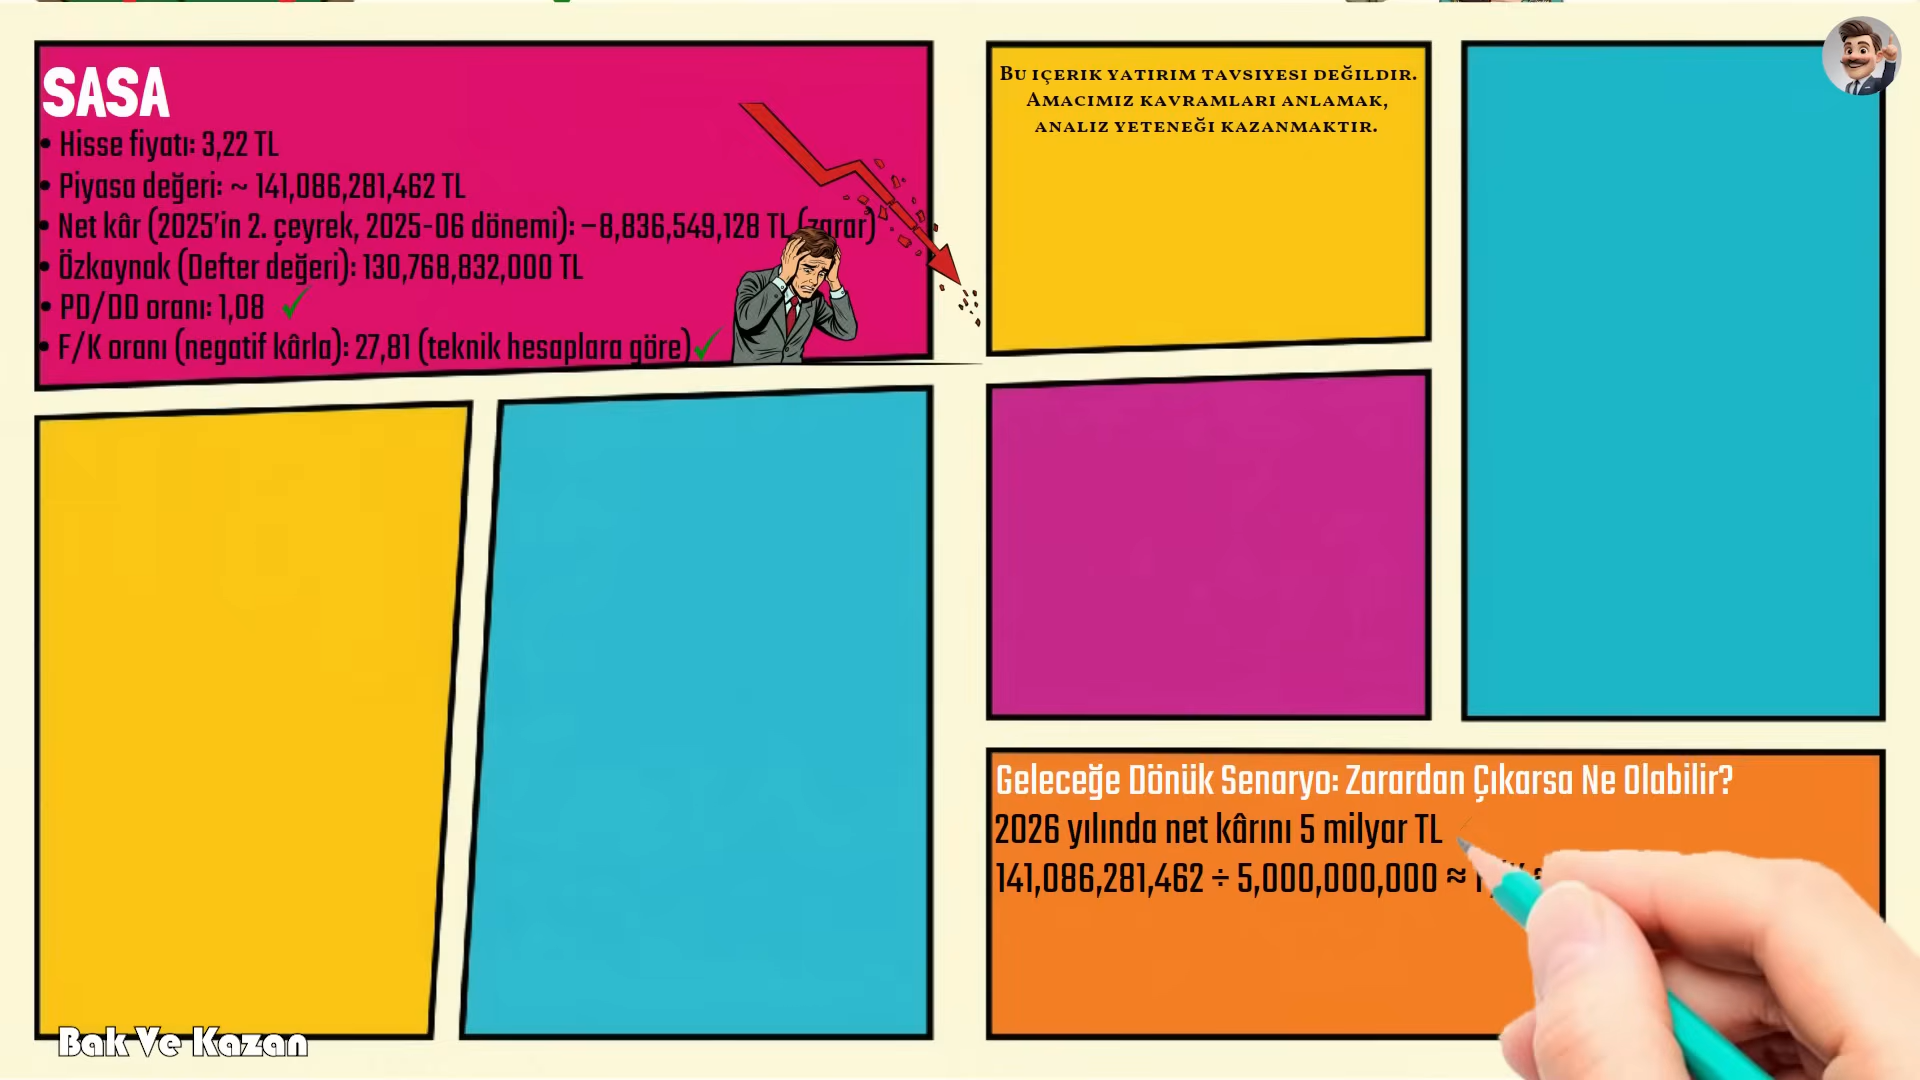 SASA
• Hisse fiyatı: 3,22 TL
• Piyasa değeri: ~ 141,086,281,462 TL
• Net kâr (2025’in 2. çeyrek, 2025-06 dönemi): −8,836,549,128 TL (zarar)
• Özkaynak (Defter değeri): 130,768,832,000 TL
• PD/DD oranı: 1,08
• F/K oranı (negatif kârla): 27,81 (teknik hesaplara göre)
Bu içerik yatırım tavsiyesi değildir.
Amacımız kavramları anlamak,
analiz yeteneği kazanmaktır.
Geleceğe Dönük Senaryo: Zarardan Çıkarsa Ne Olabilir?
2026 yılında net kârını 5 milyar TL
141,086,281,462 ÷ 5,000,000,000 ≈
Bak Ve Kazan